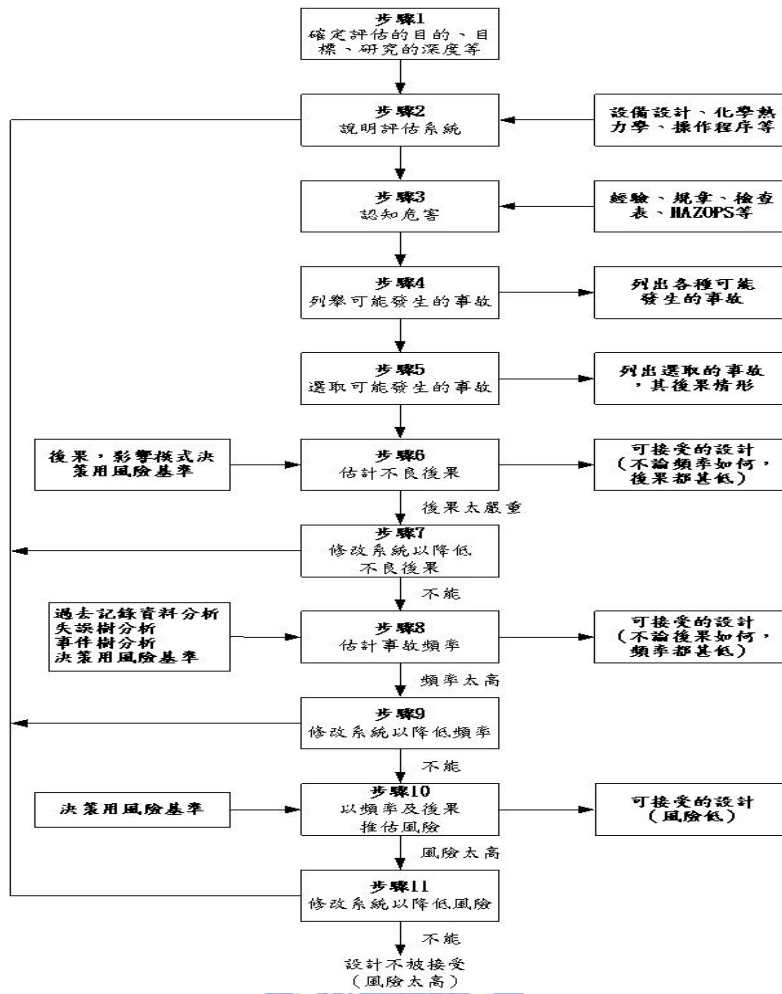 步驟1
確定評估的目的、目
標、研究的深度等
步驟2
說明評估系統
設備設計、化學熱
力學、操作程序等
步驟3
認知危害
經驗、規章、檢查
表、HAZOPS等
步驟4
列舉可能發生的事故
列出各種可能
發生的事故
步驟5
選取可能發生的事故
列出選取的事故
，其後果情形
後果，影響模式決
策用風險基準
步驟6
估計不良後果
可接受的設計
(不論頻率如何，
後果都甚低)
後果太嚴重
步驟7
修改系統以降低
不良後果
不能
過去記錄資料分析
失誤樹分析
事件樹分析
決策用風險基準
步驟8
估計事故頻率
可接受的設計
(不論後果如何，
頻率都甚低)
頻率太高
步驟9
修改系統以降低頻率
不能
決策用風險基準
步驟10
以頻率及後果
推估風險
可接受的設計
(風險低)
風險太高
步驟11
修改系統以降低風險
不能
設計不被接受
(風險太高)